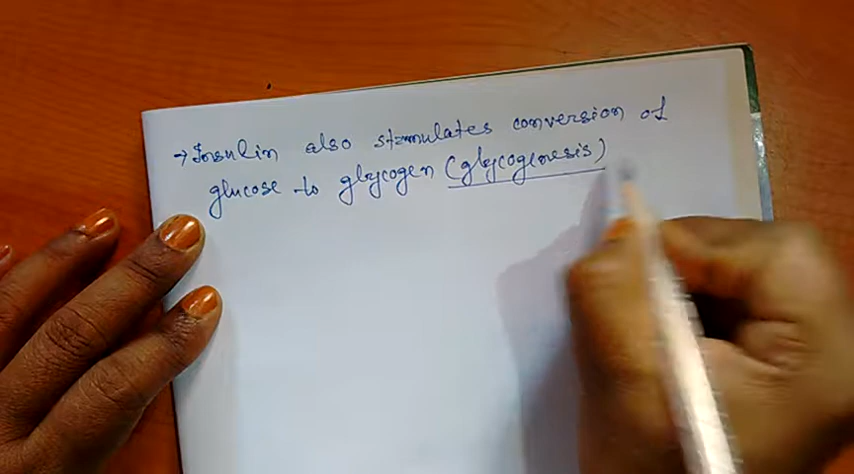 →Insulin also stimulates conversion of
glucose to glycogen (glycogenesis)